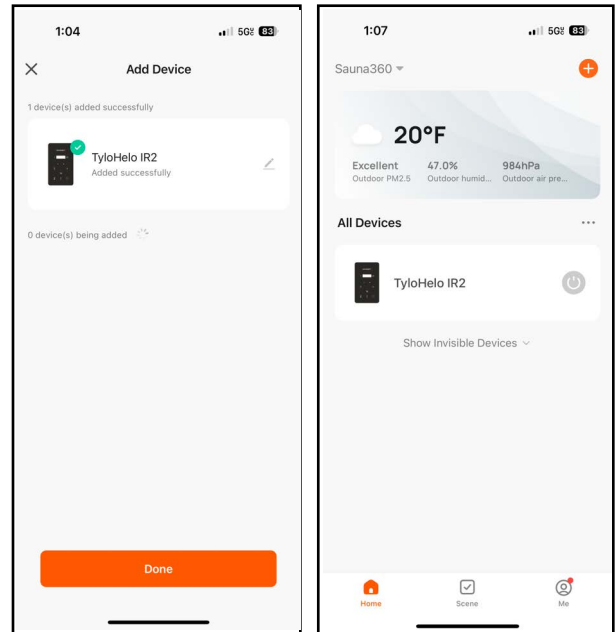 1:04
5G 83
Add Device
1 device(s) added successfully
TyloHelo IR2
Added successfully
0 device(s) being added
Done
1:07
5G 83
Sauna360
20°F
Excellent 47.0% 984hPa
Outdoor PM2.5 Outdoor humid... Outdoor air pre...
All Devices
TyloHelo IR2
Show Invisible Devices
Home Scene Me